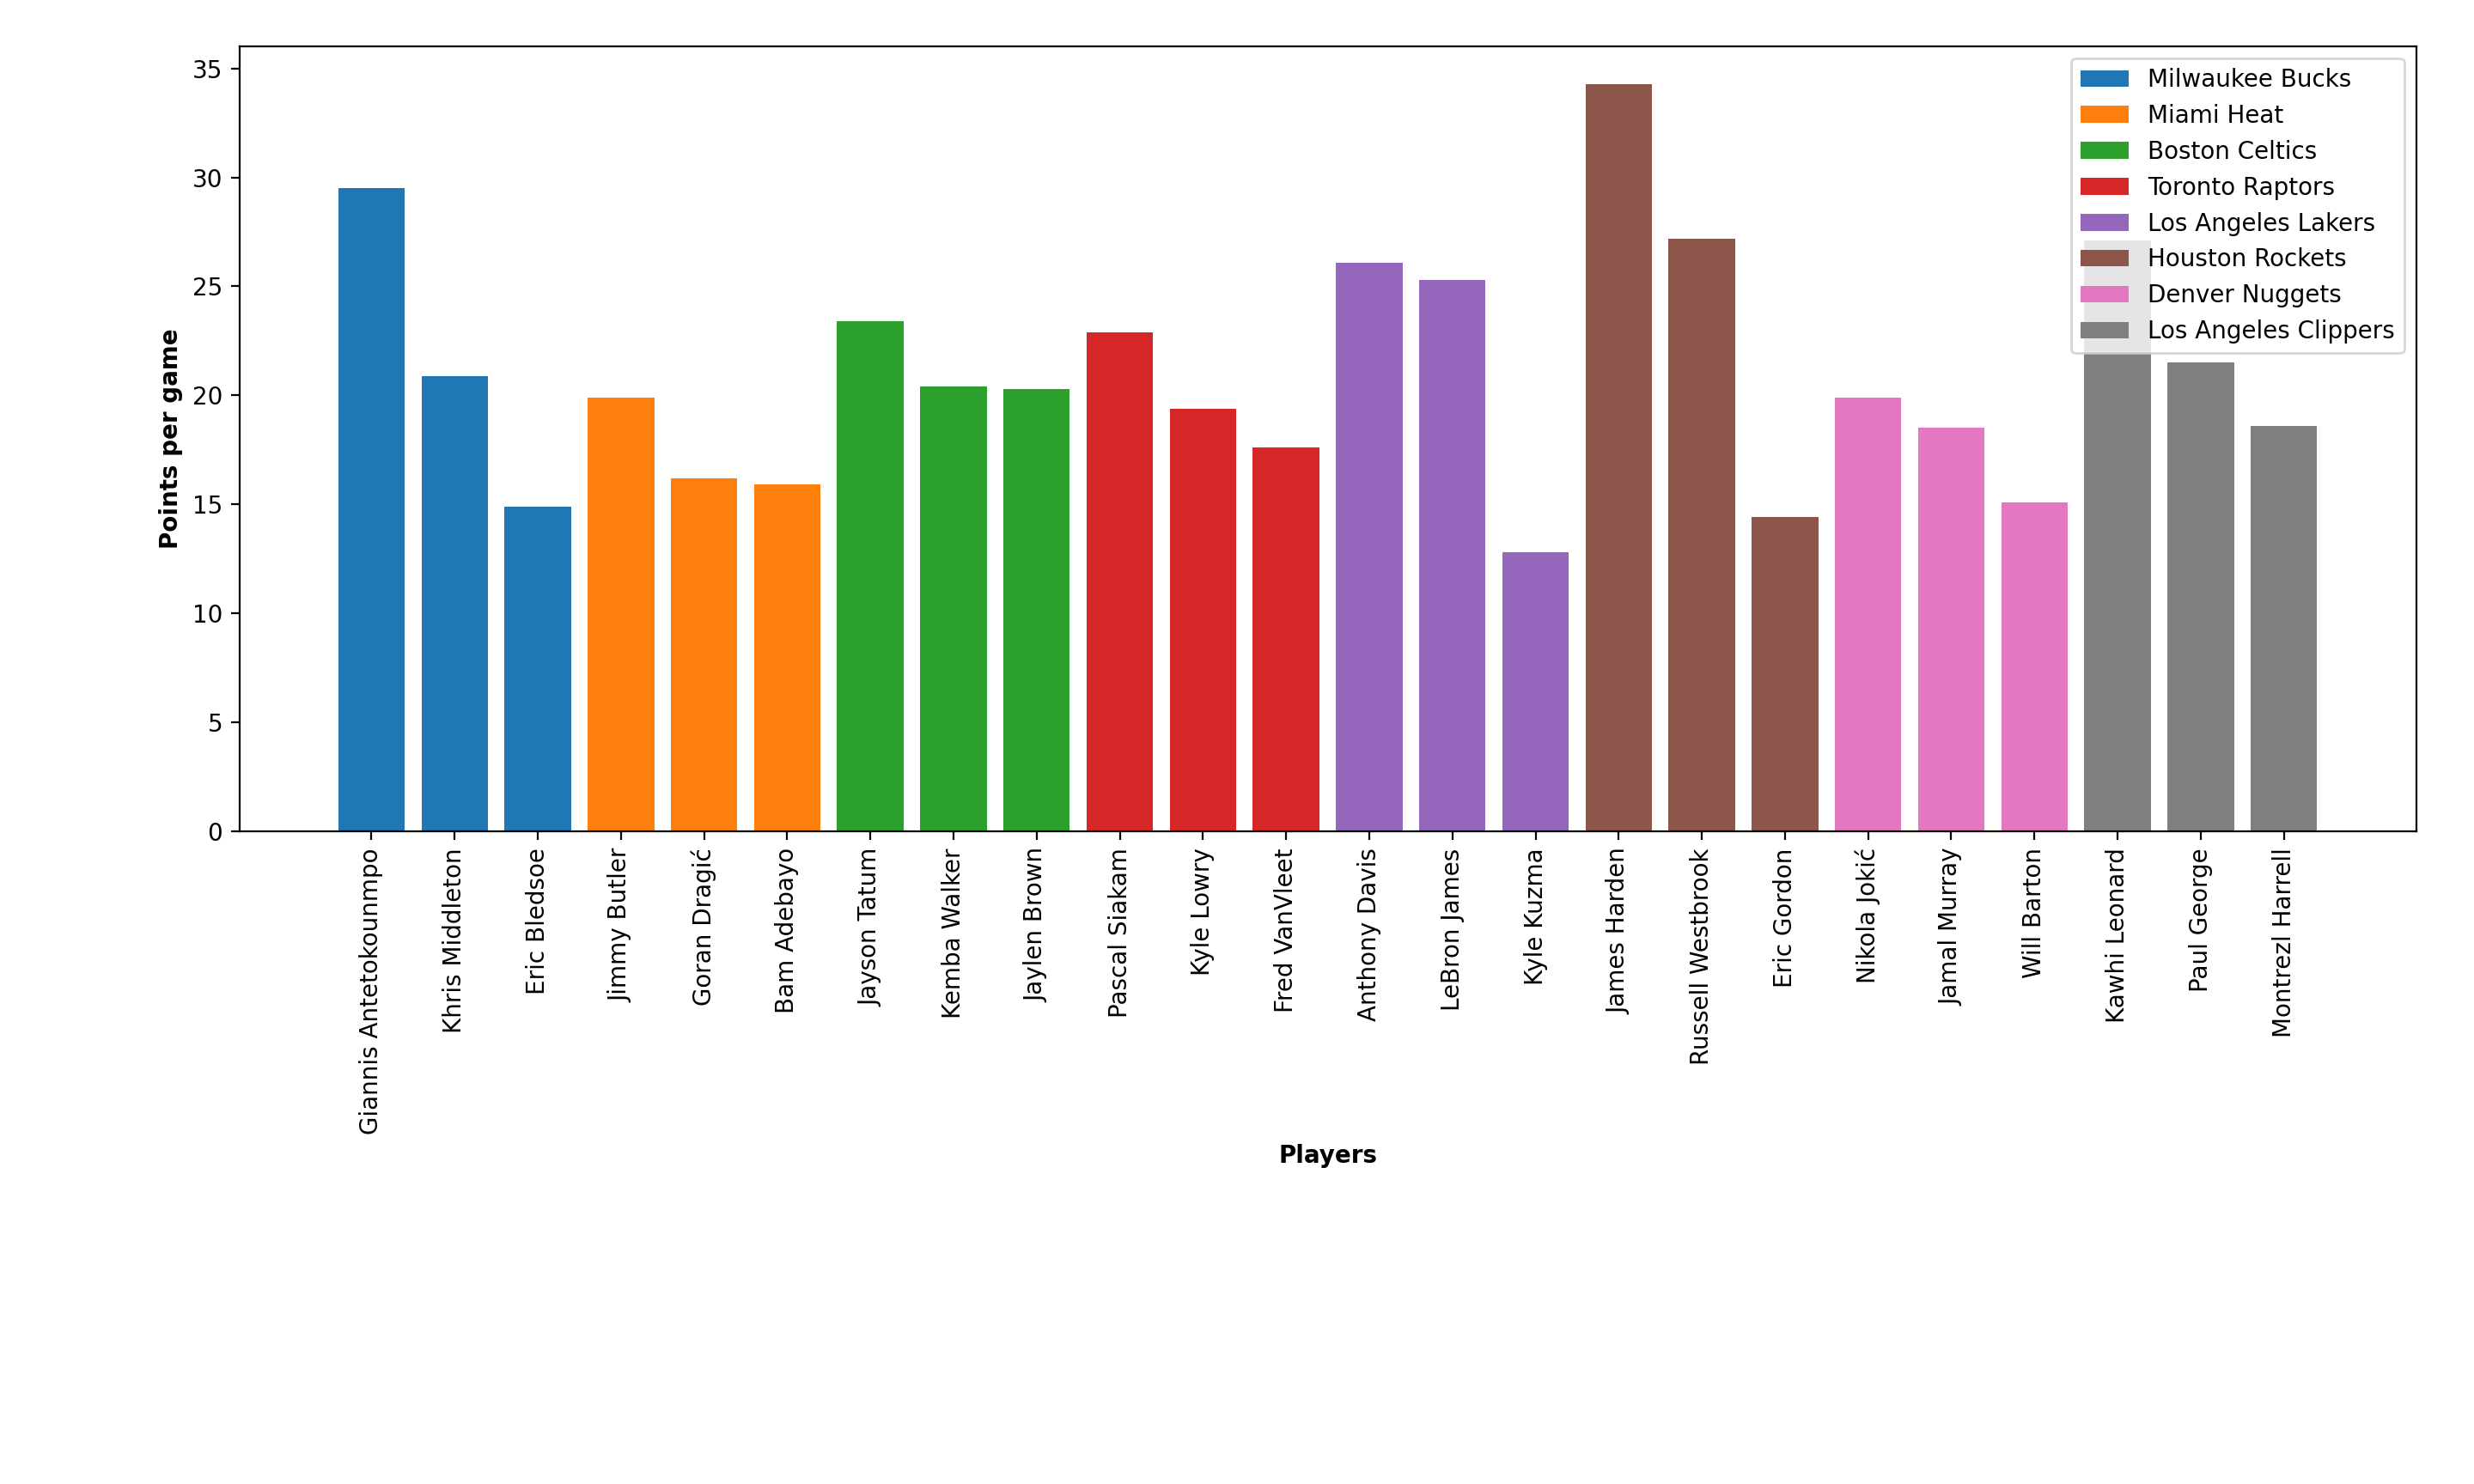 35
30
25
20
15
10
5
0
Points per game
Milwaukee Bucks
Miami Heat
Boston Celtics
Toronto Raptors
Los Angeles Lakers
Houston Rockets
Denver Nuggets
Los Angeles Clippers
Giannis Antetokounmpo
Khris Middleton
Eric Bledsoe
Jimmy Butler
Goran Dragić
Bam Adebayo
Jayson Tatum
Kemba Walker
Jaylen Brown
Pascal Siakam
Kyle Lowry
Fred VanVleet
Anthony Davis
LeBron James
Kyle Kuzma
James Harden
Russell Westbrook
Eric Gordon
Nikola Jokić
Jamal Murray
Will Barton
Kawhi Leonard
Paul George
Montrezl Harrell
Players